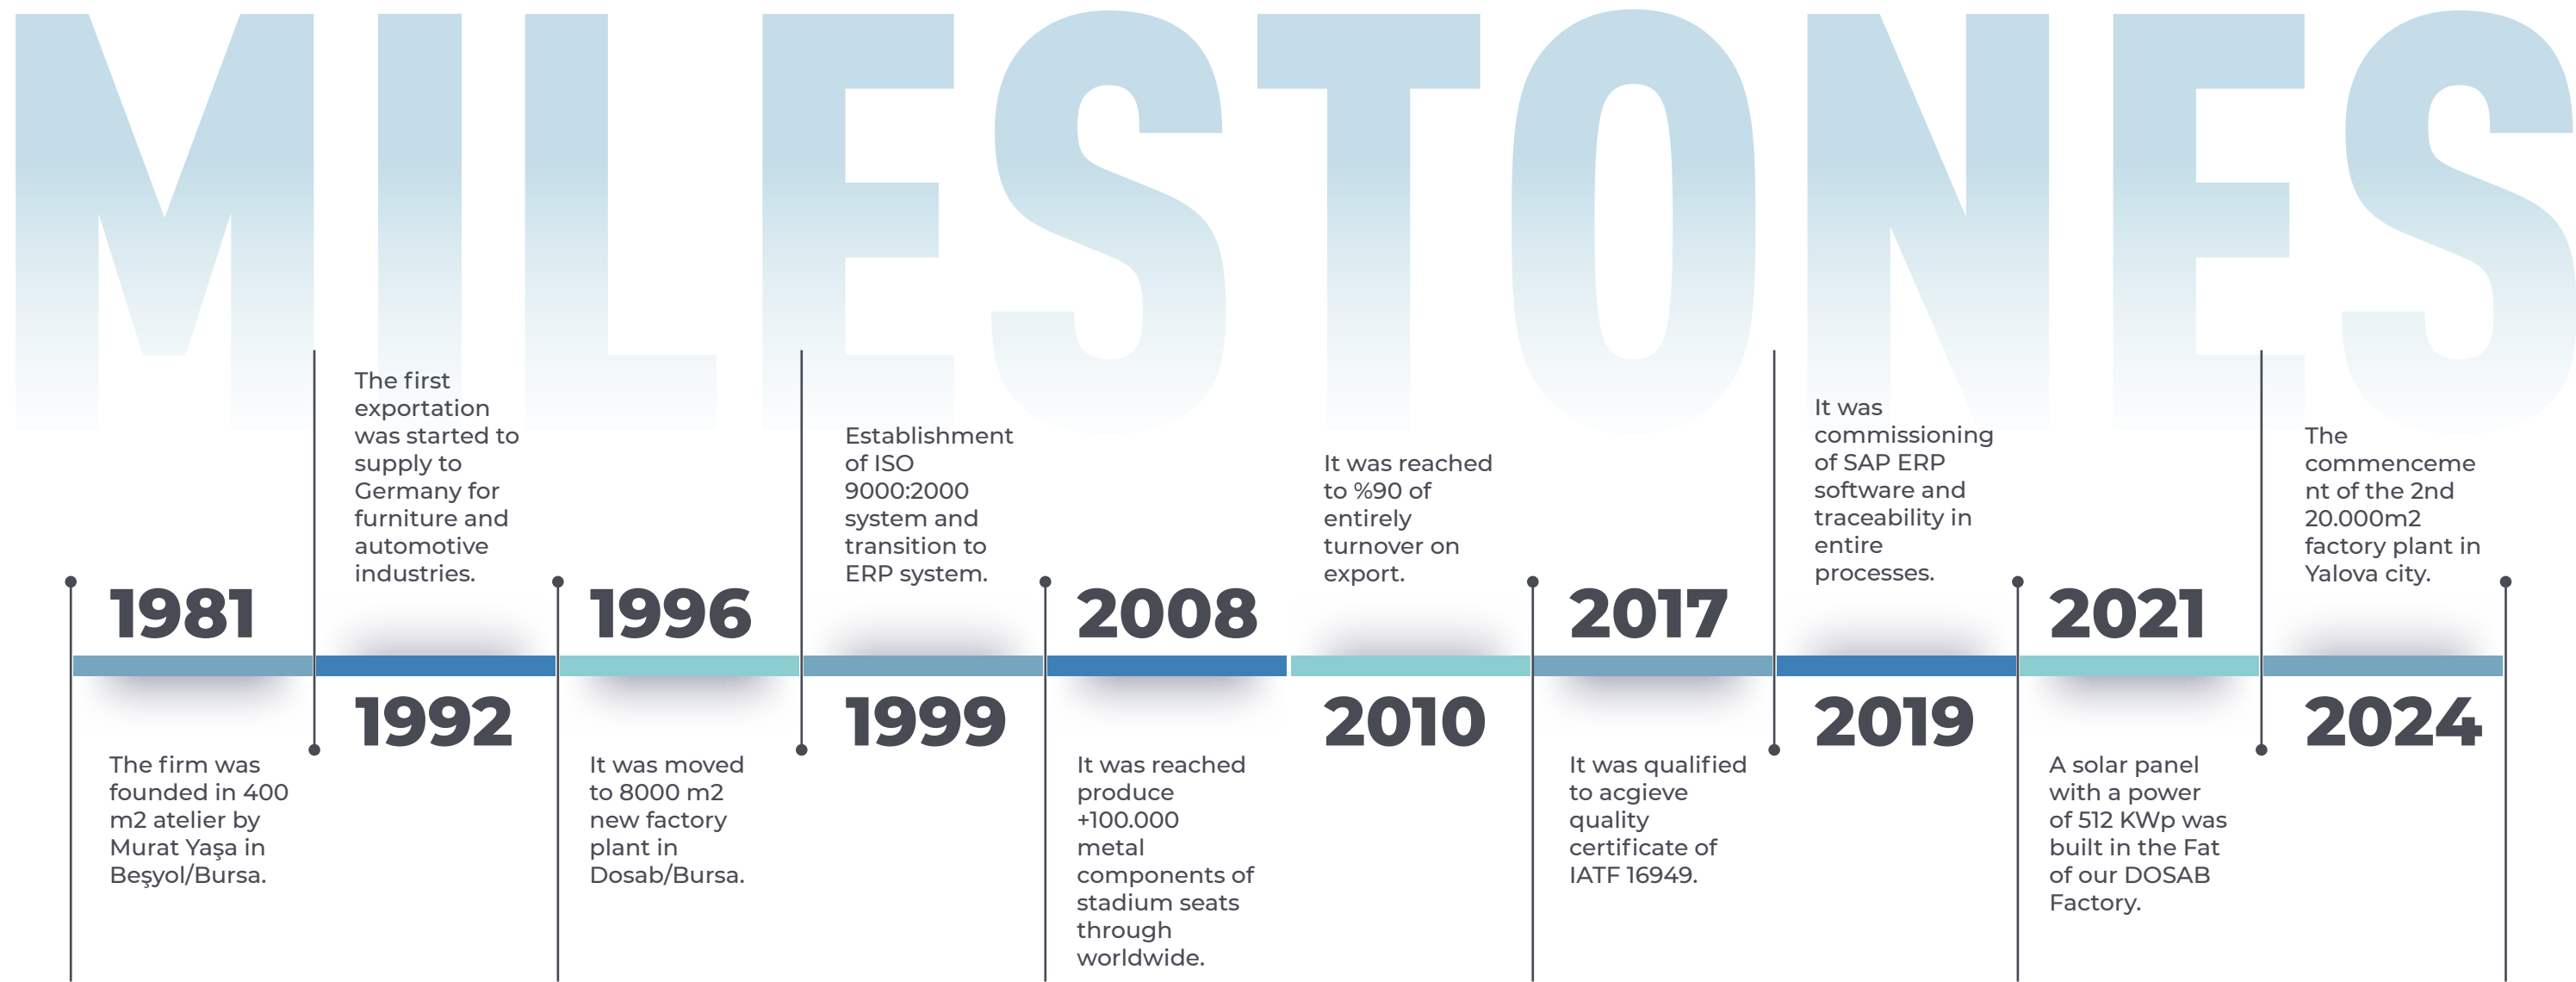 MILESTONES
1981
The firm was
founded in 400
m2 atelier by
Murat Yaşa in
Beşyol/Bursa.
The first
exportation
was started to
supply to
Germany for
furniture and
automotive
industries.
1992
1996
It was moved
to 8000 m2
new factory
plant in
Dosab/Bursa.
Establishment
of ISO
9000:2000
system and
transition to
ERP system.
1999
2008
It was reached
produce
+100.000
metal
components of
stadium seats
through
worldwide.
It was reached
to %90 of
entirely
turnover on
export.
2010
2017
It was qualified
to acgieve
quality
certificate of
IATF 16949.
It was
commissioning
of SAP ERP
software and
traceability in
entire
processes.
2019
2021
A solar panel
with a power
of 512 KWp was
built in the Fat
of our DOSAB
Factory.
The
commenceme
nt of the 2nd
20.000m2
factory plant in
Yalova city.
2024